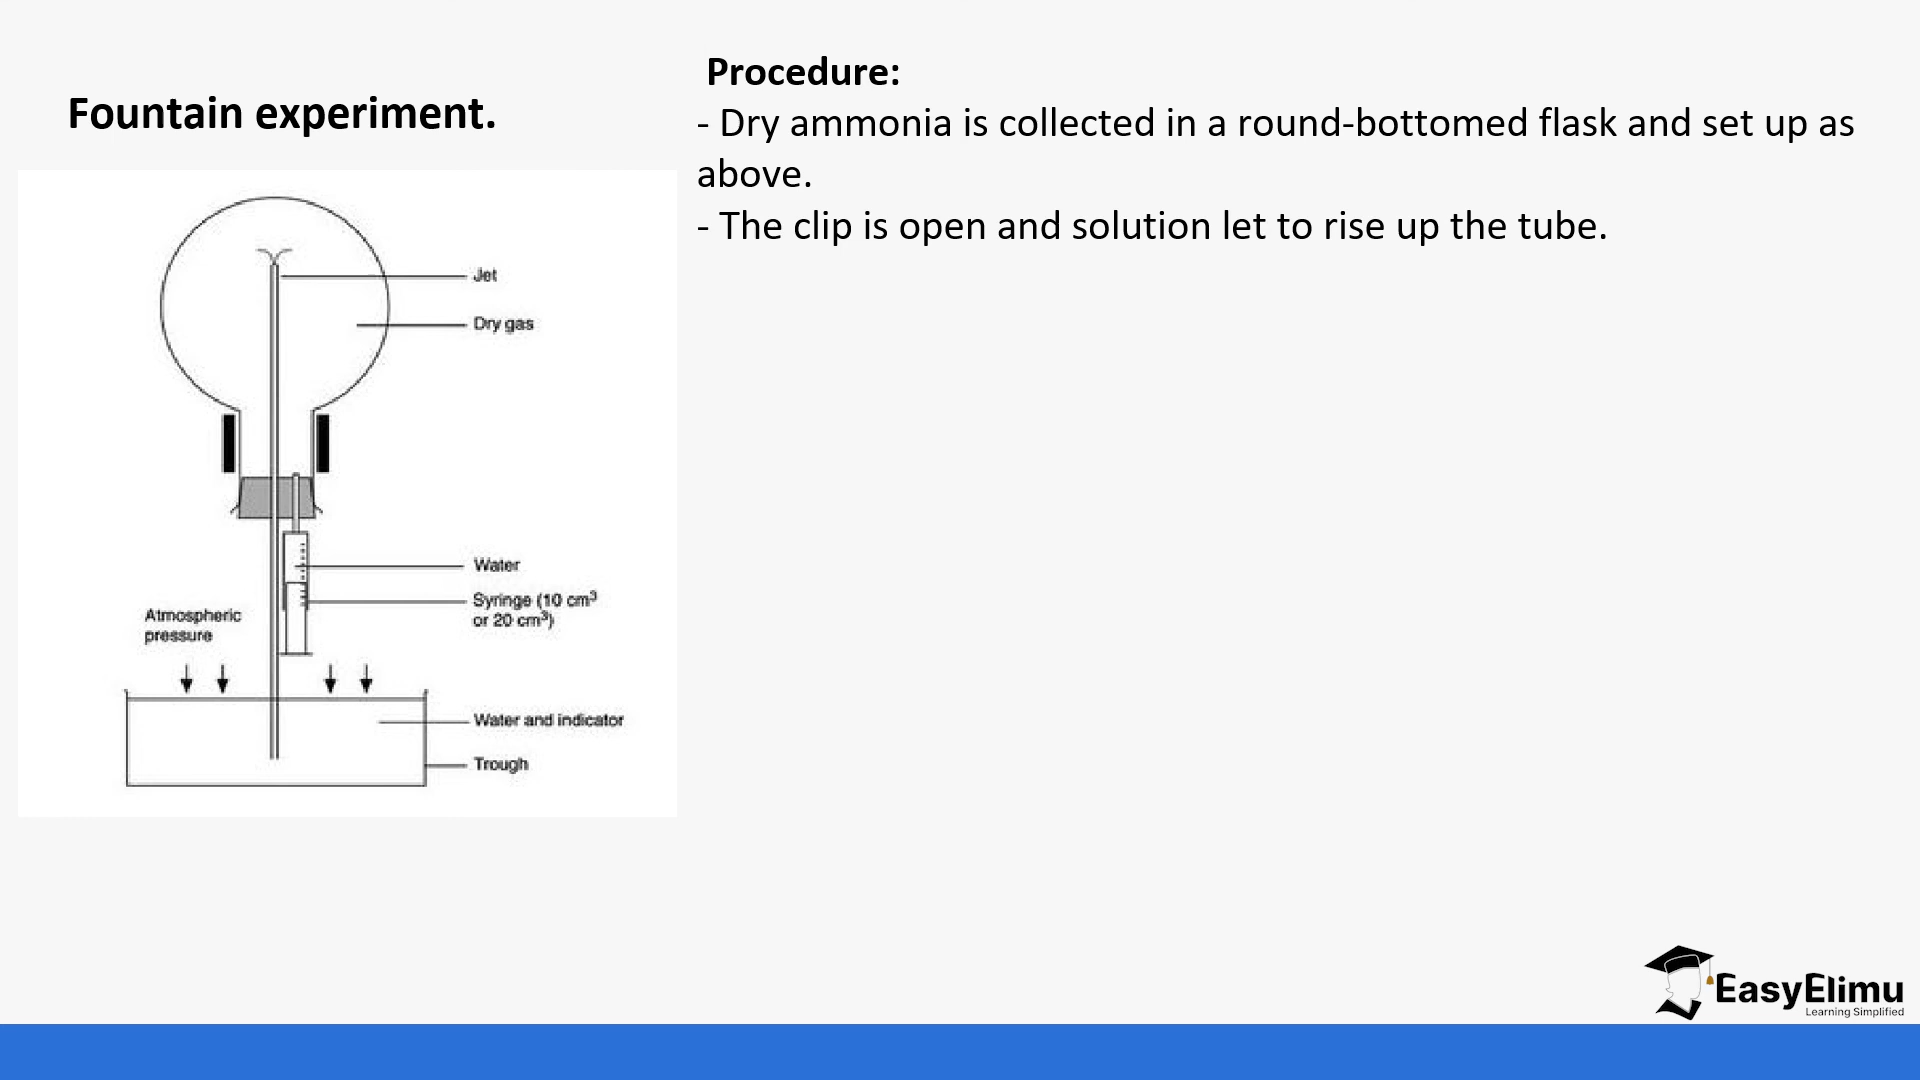 Fountain experiment.
Jet
Dry gas
Water
Syringe (10 cm³
or 20 cm³)
Atmospheric
pressure
Water and indicator
Trough
Procedure:
- Dry ammonia is collected in a round-bottomed flask and set up as
above.
- The clip is open and solution let to rise up the tube.
EasyElimu
Learning Simplified